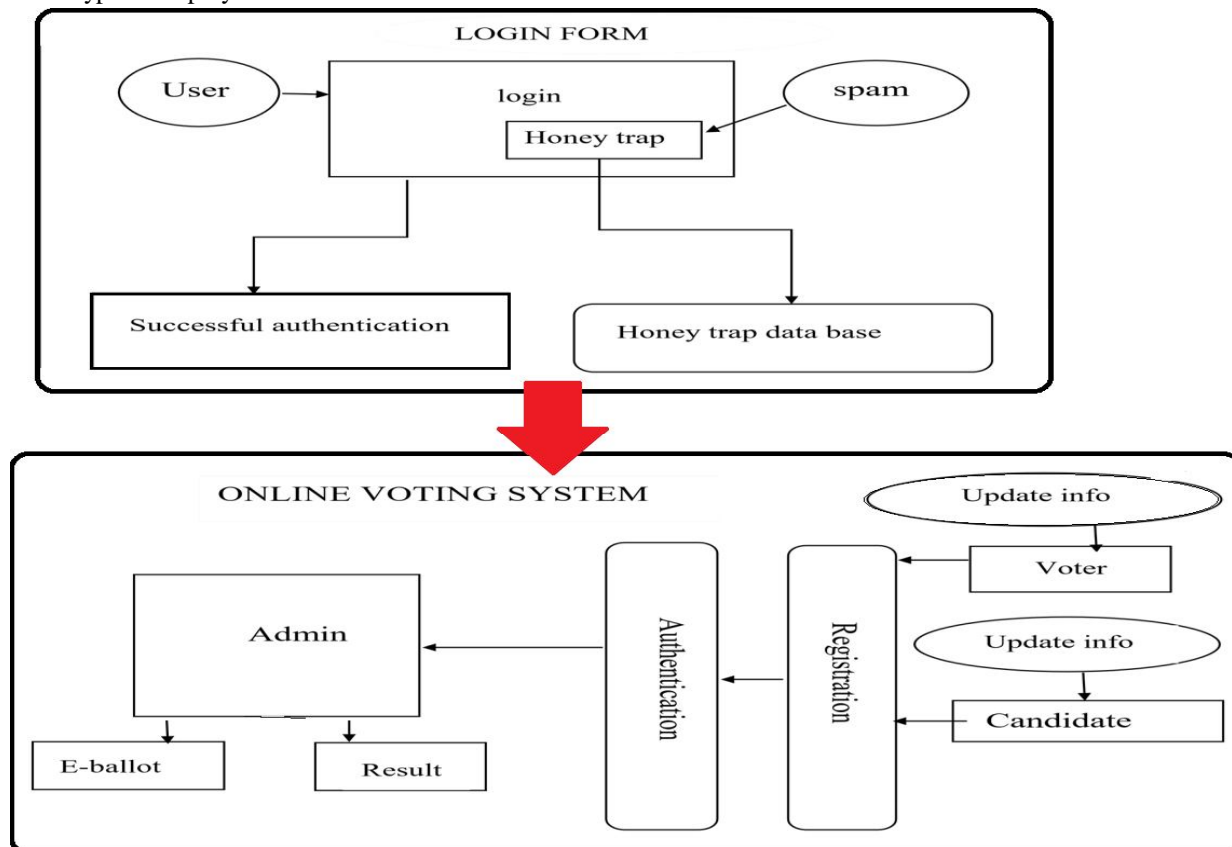 LOGIN FORM
User
login
spam
Honey trap
Successful authentication
Honey trap data base
ONLINE VOTING SYSTEM
Update info
Voter
Admin
Authentication
Registration
Update info
Candidate
E-ballot
Result